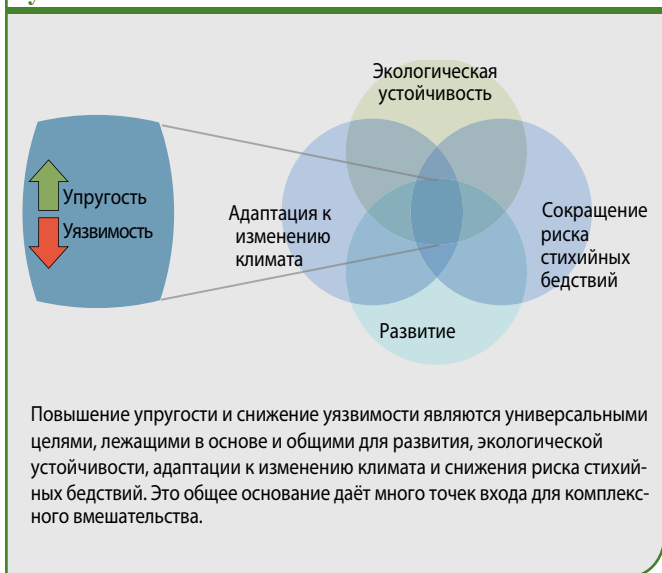 Экологическая
устойчивость
Упругость
Уязвимость
Адаптация к
изменению
климата
Сокращение
риска
стихийных
бедствий
Развитие
Повышение упругости и снижение уязвимости являются универсальными
целями, лежащими в основе и общими для развития, экологической
устойчивости, адаптации к изменению климата и снижения риска стихий-
ных бедствий. Это общее основание даёт много точек входа для комплекс-
ного вмешательства.